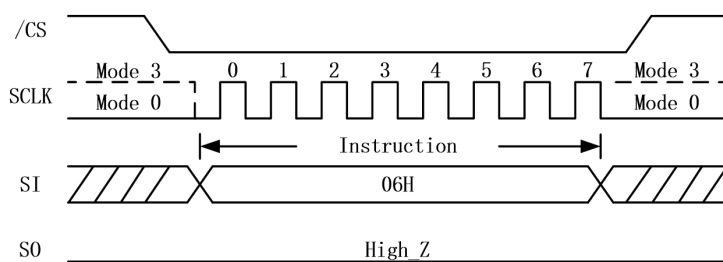 /CS
0 1 2 3 4 5 6 7
Mode 3 Mode 3
SCLK
Mode 0 Mode 0
Instruction
SI 06H
SO High_Z